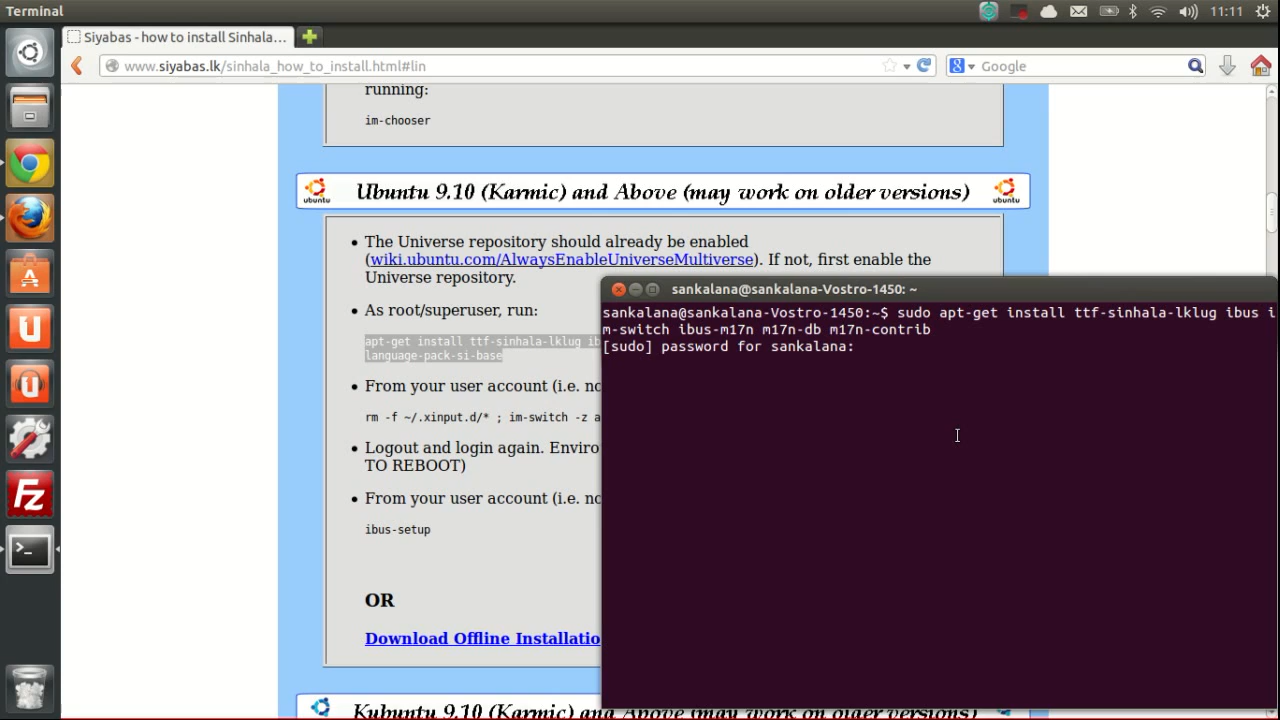 Terminal
11:11
Siyabas - how to install Sinhala...
www.siyabas.lk/sinhala_how_to_install.html#lin
Google
running:
im-chooser
ubuntu
Ubuntu 9.10 (Karmic) and Above (may work on older versions)
ubuntu
• The Universe repository should already be enabled
(wiki.ubuntu.com/AlwaysEnableUniverseMultiverse). If not, first enable the
Universe repository.
• As root/superuser, run:
apt-get install ttf-sinhala-lklug ib
language-pack-si-base
• From your user account (i.e. no
rm -f ~/.xinput.d/* ; im-switch -z a
• Logout and login again. Enviro
TO REBOOT)
• From your user account (i.e. no
ibus-setup
OR
Download Offline Installatio
Kubuntu 9.10 (Karmic) and Above (may work on older versions)
sankalana@sankalana-Vostro-1450: ~
sankalana@sankalana-Vostro-1450:~$ sudo apt-get install ttf-sinhala-lklug ibus i
m-switch ibus-m17n m17n-db m17n-contrib
[sudo] password for sankalana: